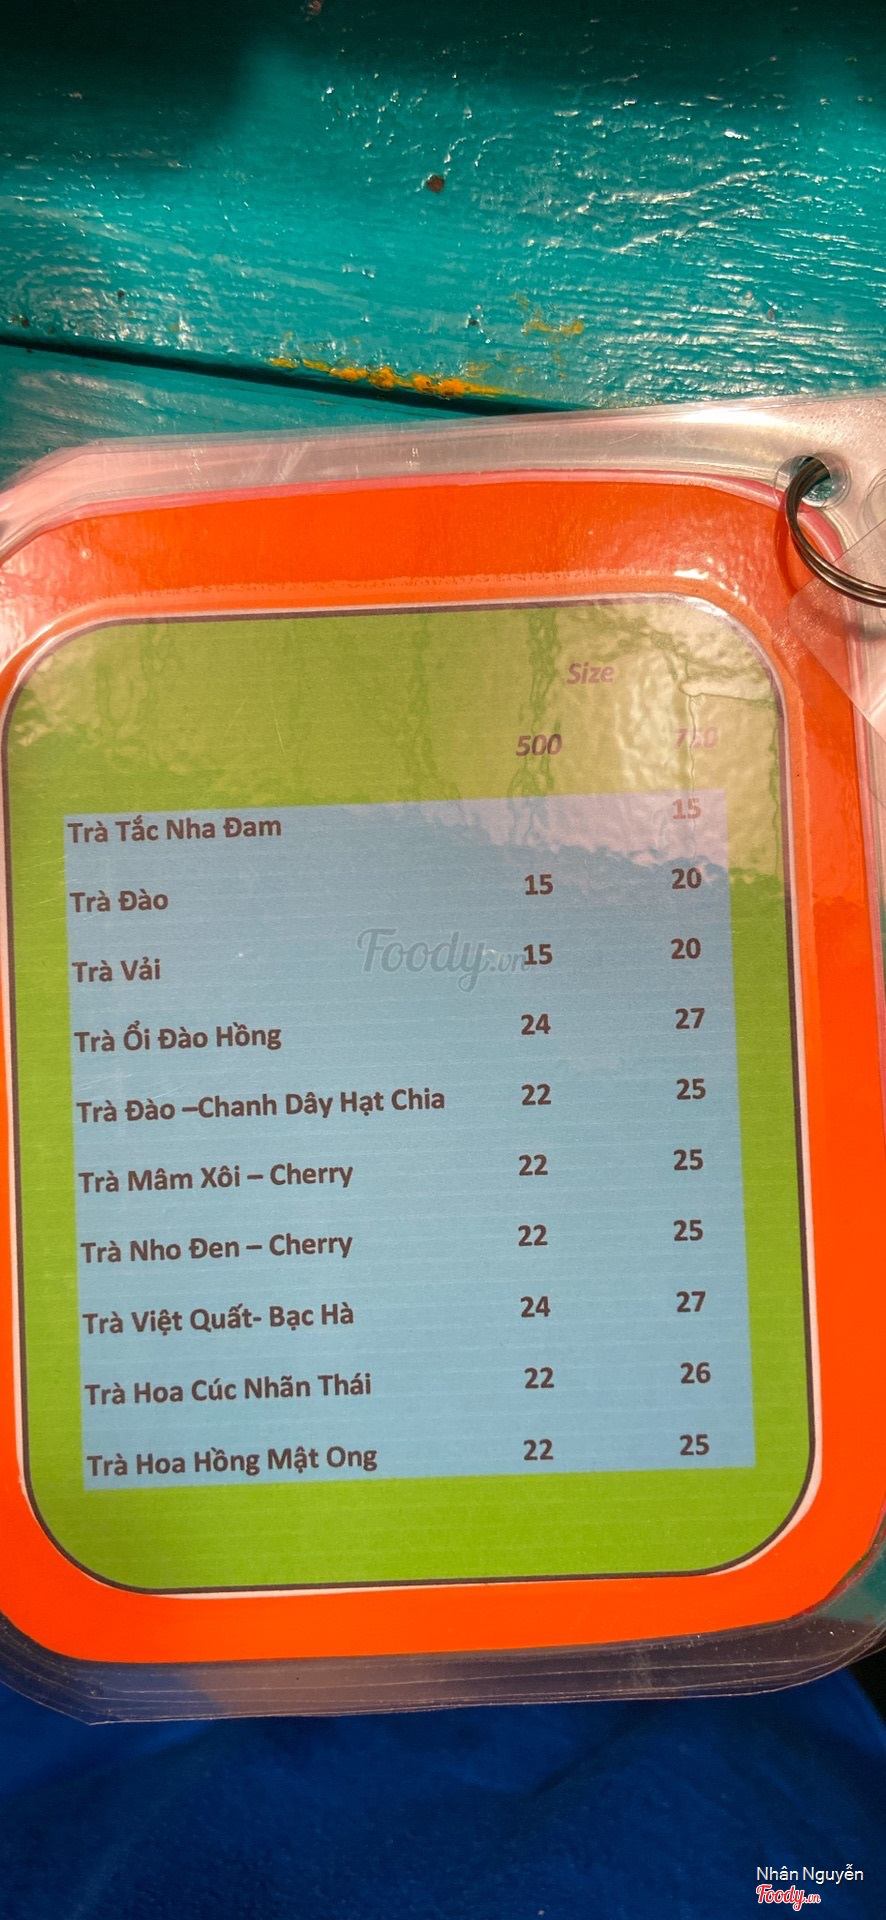 Size
500 750
Trà Tắc Nha Đam 15
Trà Đào 15 20
Trà Vải 15 20
Trà Ổi Đào Hồng 24 27
Trà Đào –Chanh Dây Hạt Chia 22 25
Trà Mâm Xôi – Cherry 22 25
Trà Nho Đen – Cherry 22 25
Trà Việt Quất- Bạc Hà 24 27
Trà Hoa Cúc Nhãn Thái 22 26
Trà Hoa Hồng Mật Ong 22 25
Foody.vn
Nhân Nguyễn
Foody.vn